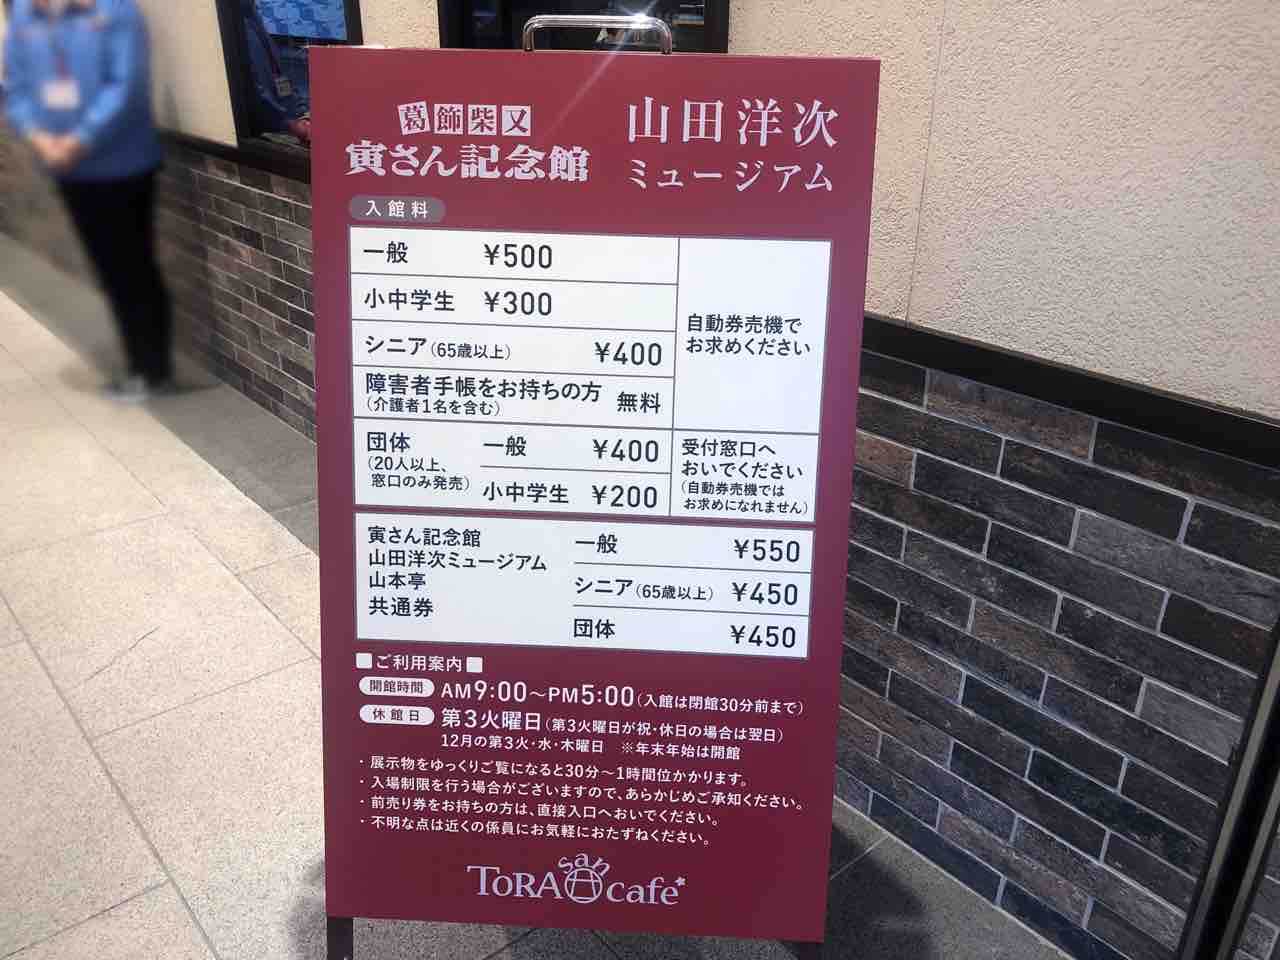 葛飾柴又
寅さん記念館
山田洋次
ミュージアム
入館料
一般 ¥500
小中学生 ¥300
シニア(65歳以上) ¥400
障害者手帳をお持ちの方
(介護者1名を含む)
無料
自動券売機で
お求めください
団体
(20人以上、
窓口のみ発売)
一般 ¥400
小中学生 ¥200
受付窓口へ
おいでください
(自動券売機では
お求めになれません)
寅さん記念館
山田洋次ミュージアム
山本亭
共通券
一般 ¥550
シニア(65歳以上) ¥450
団体 ¥450
■ご利用案内■
開館時間 AM9:00~PM5:00(入館は閉館30分前まで)
休館日 第3火曜日(第3火曜日が祝・休日の場合は翌日)
12月の第3火・水・木曜日 ※年末年始は開館
・展示物をゆっくりご覧になると30分~1時間位かかります。
・入場制限を行う場合がございますので、あらかじめご承知ください。
・前売り券をお持ちの方は、直接入口へおいでください。
・不明な点は近くの係員にお気軽におたずねください。
TORAsan cafe